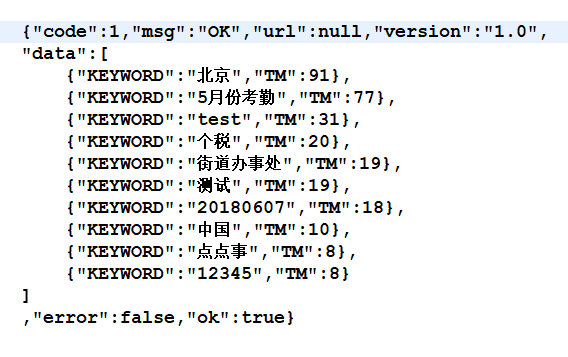 {"code":1,"msg":"OK","url":null,"version":"1.0",
"data":[
{"KEYWORD":"北京","TM":91},
{"KEYWORD":"5月份考勤","TM":77},
{"KEYWORD":"test","TM":31},
{"KEYWORD":"个税","TM":20},
{"KEYWORD":"街道办事处","TM":19},
{"KEYWORD":"测试","TM":19},
{"KEYWORD":"20180607","TM":18},
{"KEYWORD":"中国","TM":10},
{"KEYWORD":"点点事","TM":8},
{"KEYWORD":"12345","TM":8}
]
,"error":false,"ok":true}